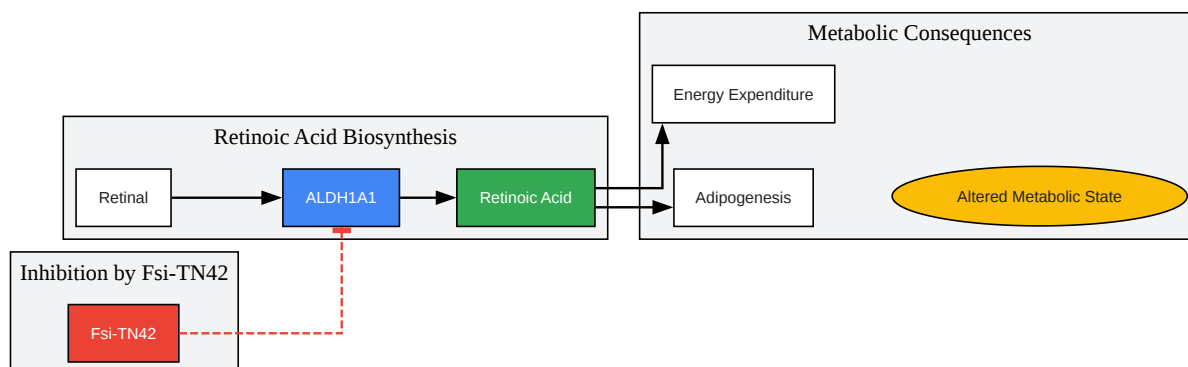 Metabolic Consequences
Energy Expenditure
Retinoic Acid Biosynthesis
Retinal
ALDH1A1
Retinoic Acid
Adipogenesis
Altered Metabolic State
Inhibition by Fsi-TN42
Fsi-TN42